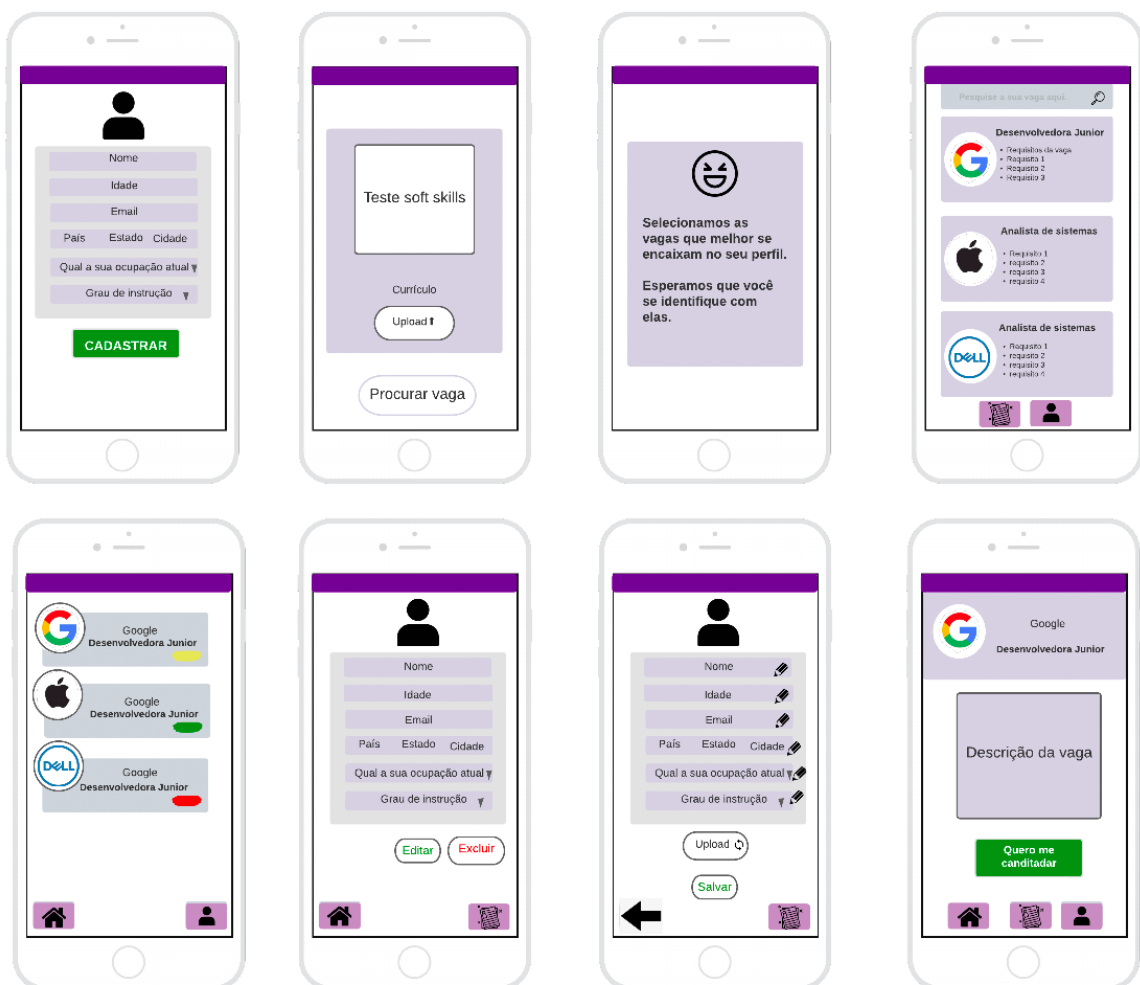 Nome
Idade
Email
País Estado Cidade
Qual a sua ocupação atual
Grau de instrução
CADASTRAR
Teste soft skills
Currículo
Upload
Procurar vaga
Selecionamos as
vagas que melhor se
encaixam no seu perfil.
Esperamos que você
se identifique com
elas.
Pesquise a sua vaga aqui.
Desenvolvedora Junior
• Requisitos da vaga
• Requisito 1
• Requisito 2
• Requisito 3
Analista de sistemas
• Requisito 1
• requisito 2
• requisito 3
• requisito 4
Analista de sistemas
DELL
• Requisito 1
• requisito 2
• requisito 3
• requisito 4
Google
Desenvolvedora Junior
Google
Desenvolvedora Junior
DELL
Google
Desenvolvedora Junior
Nome
Idade
Email
País Estado Cidade
Qual a sua ocupação atual
Grau de instrução
Editar Excluir
Nome
Idade
Email
País Estado Cidade
Qual a sua ocupação atual
Grau de instrução
Upload
Salvar
Google
Desenvolvedora Junior
Descrição da vaga
Quero me
canditadar